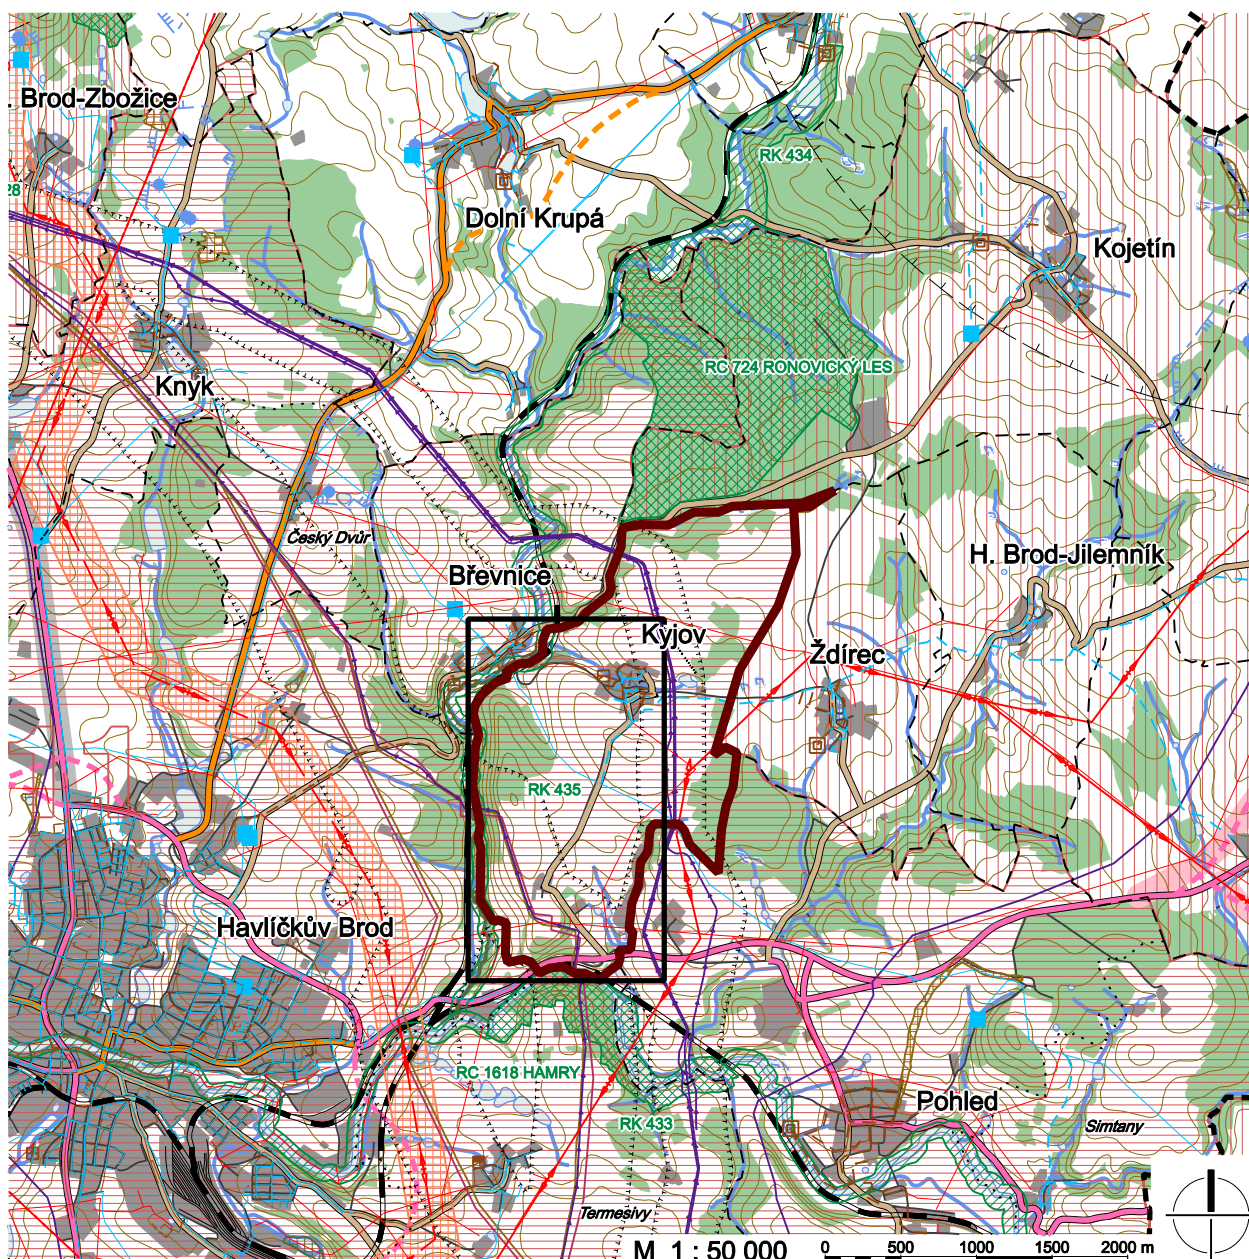 . Brod-Zbožice
RK 434
28
Dolní Krupá
Kojetín
RC 724 RONOVICKÝ LES
Knyk
Český Dvůr
H. Brod-Jilemník
Břevnice
Kyjov
Ždírec
RK 435
Havlíčkův Brod
RC 1618 HAMRY
Pohled
RK 433
Simtany
Termesivy
M 1 : 50 000
0 500 1000 1500 2000 m